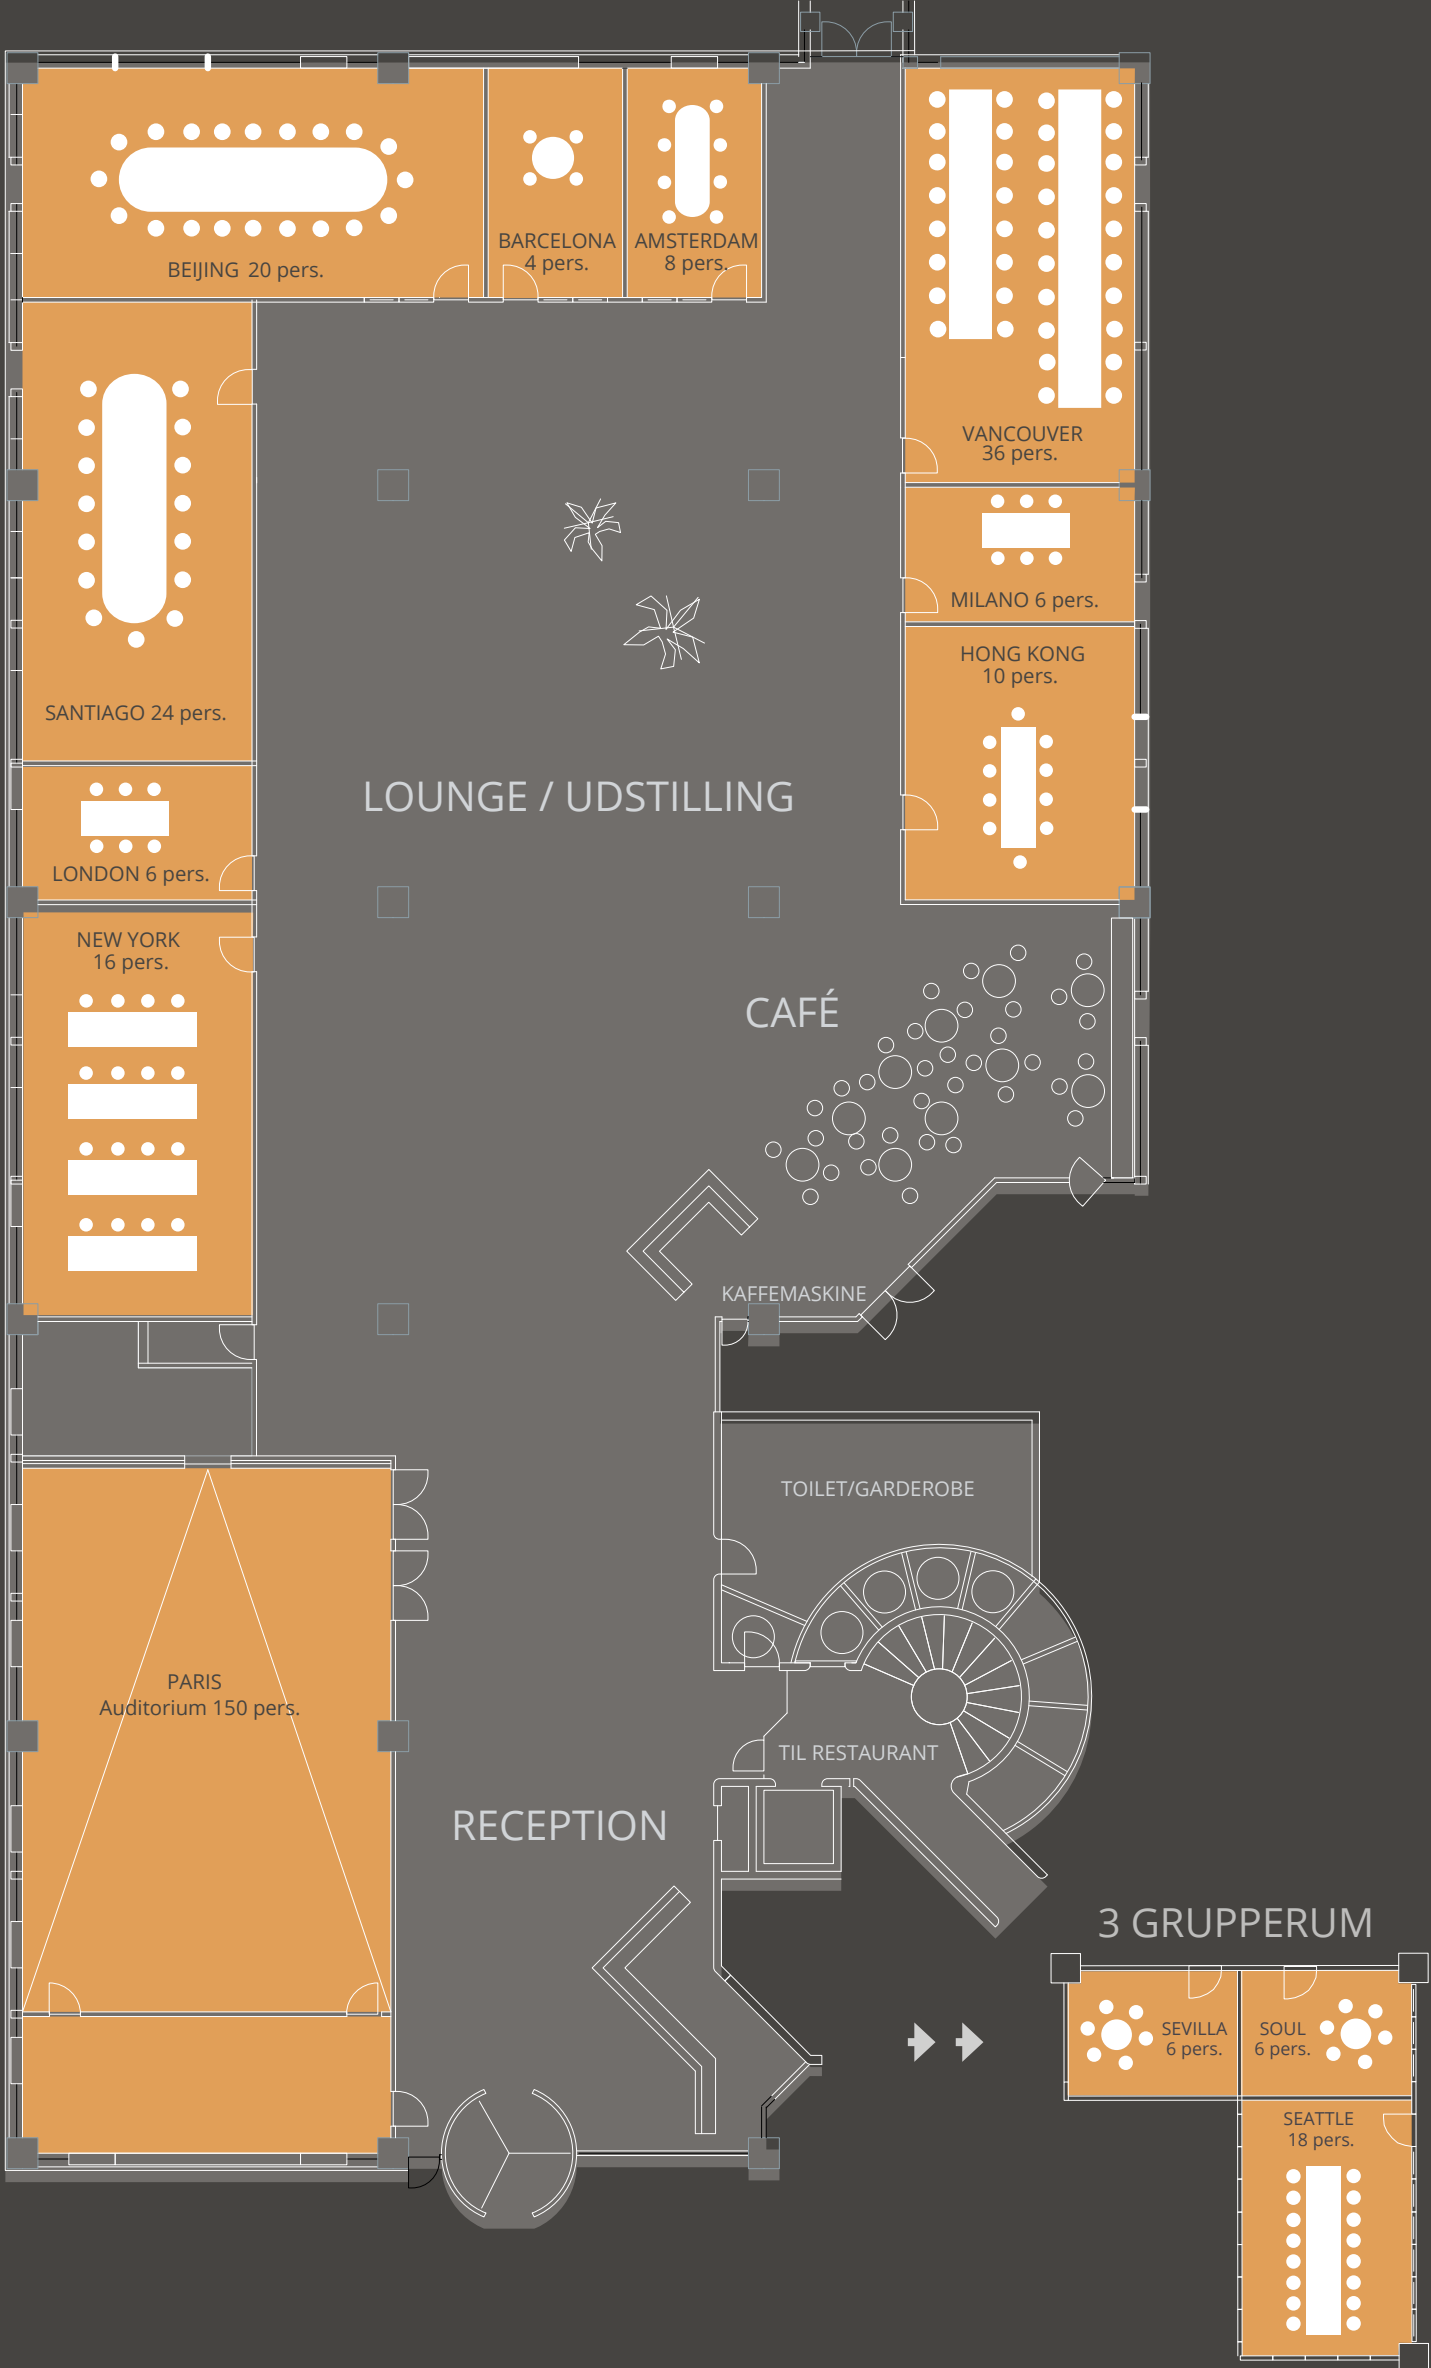 BEIJING 20 pers.
BARCELONA
4 pers.
AMSTERDAM
8 pers.
VANCOUVER
36 pers.
MILANO 6 pers.
HONG KONG
10 pers.
SANTIAGO 24 pers.
LOUNGE / UDSTILLING
LONDON 6 pers.
NEW YORK
16 pers.
CAFÉ
KAFFEMASKINE
TOILET/GARDEROBE
PARIS
Auditorium 150 pers.
TIL RESTAURANT
RECEPTION
3 GRUPPERUM
SEVILLA
6 pers.
SOUL
6 pers.
SEATTLE
18 pers.